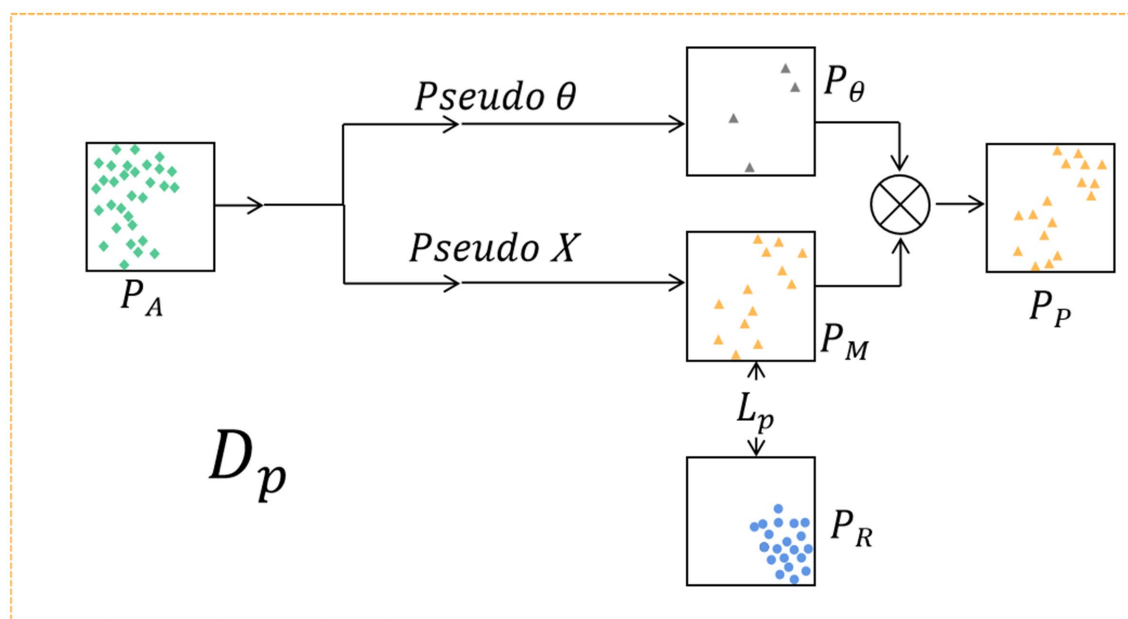 Pseudo θ
P_θ
P_A
Pseudo X
P_M
P_P
L_p
D_p
P_R